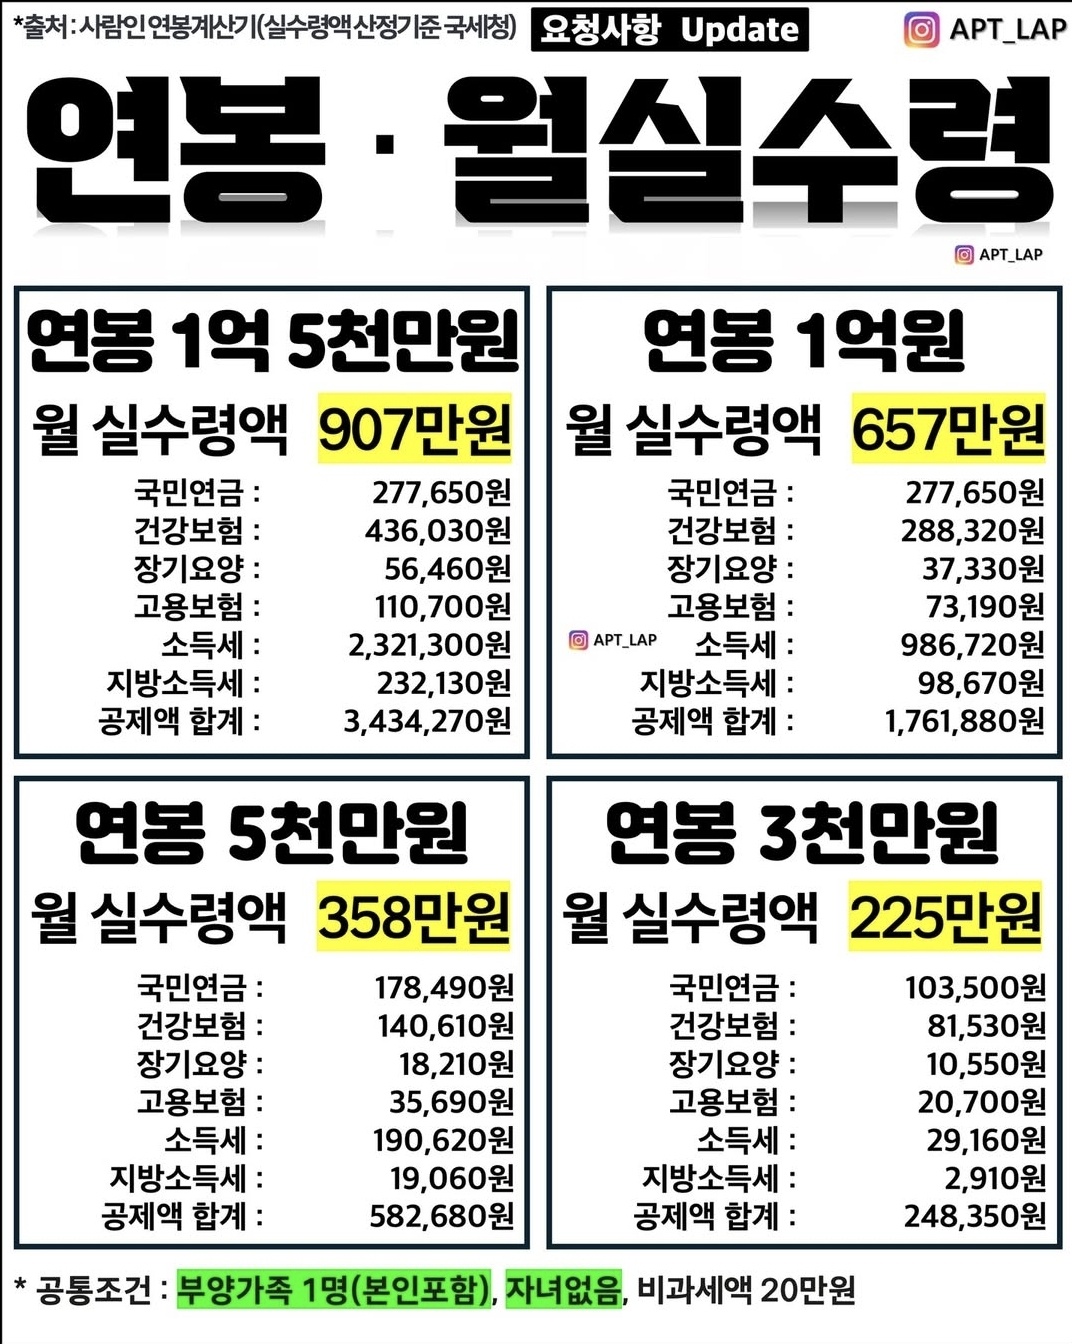 *출처 : 사람인 연봉계산기(실수령액 산정기준 국세청) 요청사항 Update APT_LAP
연봉 · 월실수령
APT_LAP
연봉 1억 5천만원
월 실수령액 907만원
국민연금 : 277,650원
건강보험 : 436,030원
장기요양 : 56,460원
고용보험 : 110,700원
소득세 : 2,321,300원
지방소득세 : 232,130원
공제액 합계 : 3,434,270원
연봉 1억원
월 실수령액 657만원
국민연금 : 277,650원
건강보험 : 288,320원
장기요양 : 37,330원
고용보험 : 73,190원
APT_LAP 소득세 : 986,720원
지방소득세 : 98,670원
공제액 합계 : 1,761,880원
연봉 5천만원
월 실수령액 358만원
국민연금 : 178,490원
건강보험 : 140,610원
장기요양 : 18,210원
고용보험 : 35,690원
소득세 : 190,620원
지방소득세 : 19,060원
공제액 합계 : 582,680원
연봉 3천만원
월 실수령액 225만원
국민연금 : 103,500원
건강보험 : 81,530원
장기요양 : 10,550원
고용보험 : 20,700원
소득세 : 29,160원
지방소득세 : 2,910원
공제액 합계 : 248,350원
* 공통조건 : 부양가족 1명(본인포함), 자녀없음, 비과세액 20만원